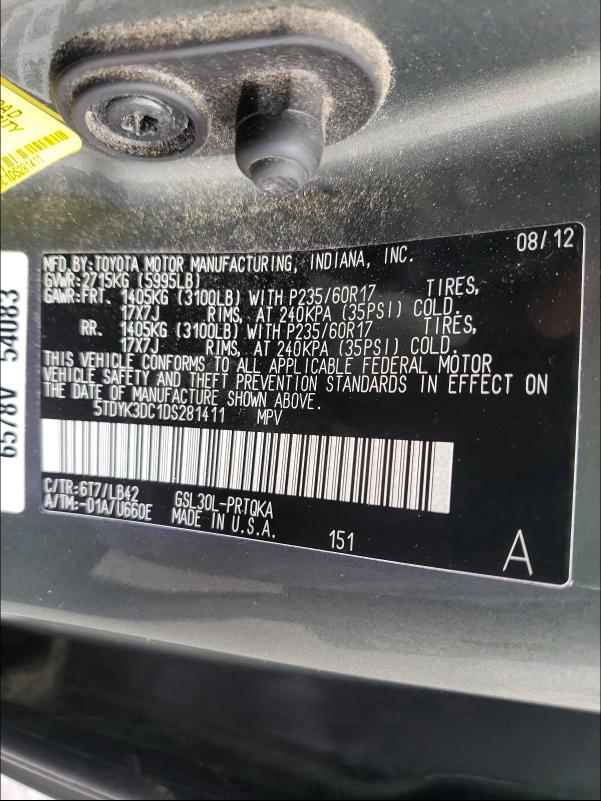 OAD
ITY
C1DS281411
6578V 54083
08/12
MFD.BY:TOYOTA MOTOR MANUFACTURING, INDIANA, INC.
GVWR:2715KG (5995LB)
GAWR:FRT. 1405KG (3100LB) WITH P235/60R17 TIRES,
17X7J RIMS, AT 240KPA (35PSI) COLD.
RR. 1405KG (3100LB) WITH P235/60R17 TIRES,
17X7J RIMS, AT 240KPA (35PSI) COLD.
THIS VEHICLE CONFORMS TO ALL APPLICABLE FEDERAL MOTOR
VEHICLE SAFETY AND THEFT PREVENTION STANDARDS IN EFFECT ON
THE DATE OF MANUFACTURE SHOWN ABOVE.
5TDYK3DC1DS281411 MPV
C/TR:6T7/LB42 GSL30L-PRTQKA
A/TM:-01A/U660E MADE IN U.S.A.
151
A